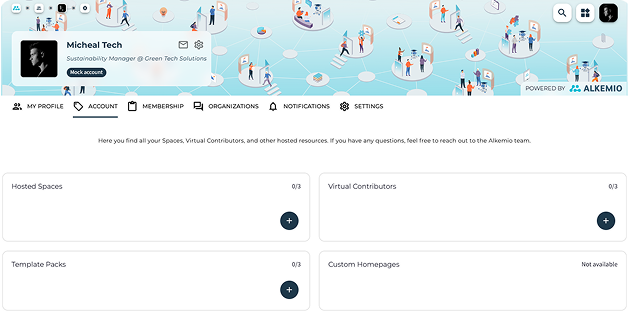 Micheal Tech
Sustainability Manager @ Green Tech Solutions
Mock account
POWERED BY ALKEMIO
MY PROFILE ACCOUNT MEMBERSHIP ORGANIZATIONS NOTIFICATIONS SETTINGS
Here you find all your Spaces, Virtual Contributors, and other hosted resources. If you have any questions, feel free to reach out to the Alkemio team.
Hosted Spaces 0/3
Virtual Contributors 0/3
Template Packs 0/3
Custom Homepages Not available